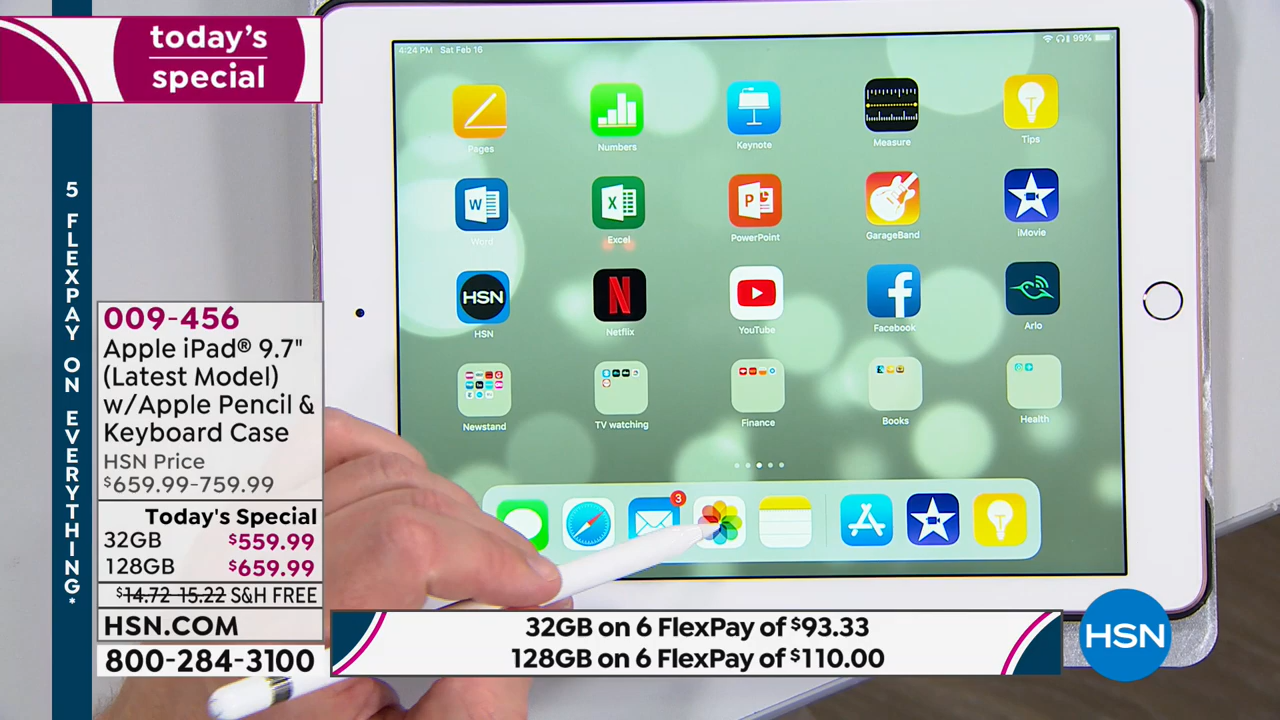 today's
special
5 FLEXPAY ON EVERYTHING*
009-456
Apple iPad® 9.7"
(Latest Model)
w/Apple Pencil &
Keyboard Case
HSN Price
$659.99-759.99
Today's Special
32GB $559.99
128GB $659.99
$14.72-15.22 S&H FREE
HSN.COM
800-284-3100
4:24 PM Sat Feb 16 99%
Pages Numbers Keynote Measure Tips
W X P
Word Excel PowerPoint GarageBand iMovie
HSN N f
HSN Netflix YouTube Facebook Arlo
Newstand TV watching Finance Books Health
3
32GB on 6 FlexPay of $93.33
128GB on 6 FlexPay of $110.00
HSN